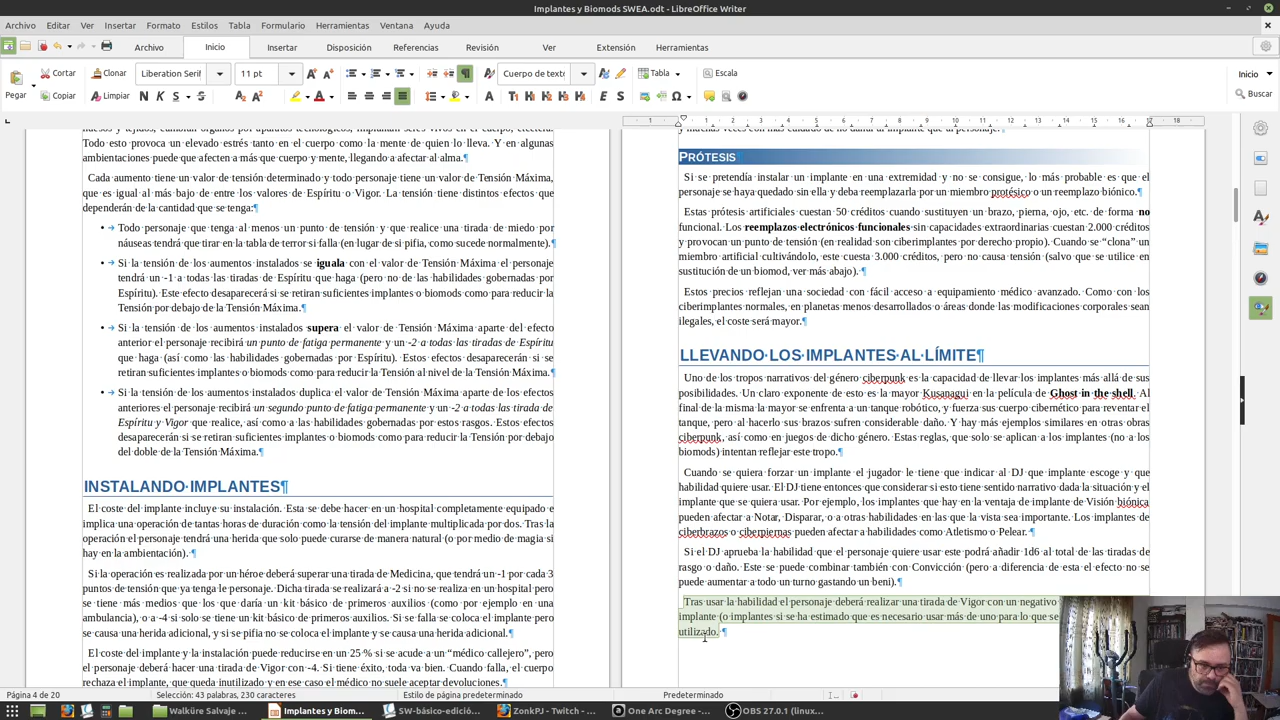 Implantes y Biomods SWEA.odt - LibreOffice Writer
Archivo Editar Ver Insertar Formato Estilos Tabla Formulario Herramientas Ventana Ayuda
Archivo Inicio Insertar Disposición Referencias Revisión Ver Extensión Herramientas
Pegar Cortar Clonar Liberation Serif 11 pt Cuerpo de texto Tabla Escala Inicio
Copiar Limpiar Buscar
Todo esto provoca un elevado estrés tanto en el cuerpo como la mente de quien lo lleva. Y en algunas
ambientaciones puede que afecten a más que cuerpo y mente, llegando a afectar al alma.¶
Cada aumento tiene un valor de tensión determinado y todo personaje tiene un valor de Tensión Máxima,
que es igual al más bajo de entre los valores de Espíritu o Vigor. La tensión tiene distintos efectos que
dependerán de la cantidad que se tenga:¶
• Todo personaje que tenga al menos un punto de tensión y que realice una tirada de miedo por
náuseas tendrá que tirar en la tabla de terror si falla (en lugar de si pifia, como sucede normalmente).¶
• Si la tensión de los aumentos instalados se iguala con el valor de Tensión Máxima el personaje
tendrá un -1 a todas las tiradas de Espíritu que haga (pero no de las habilidades gobernadas por
Espíritu). Este efecto desaparecerá si se retiran suficientes implantes o biomods como para reducir la
Tensión por debajo de la Tensión Máxima.¶
• Si la tensión de los aumentos instalados supera el valor de Tensión Máxima aparte del efecto
anterior el personaje recibirá un punto de fatiga permanente y un -2 a todas las tiradas de Espíritu
que haga (así como las habilidades gobernadas por Espíritu). Estos efectos desaparecerán si se
retiran suficientes implantes o biomods como para reducir la Tensión al nivel de la Tensión Máxima.¶
• Si la tensión de los aumentos instalados duplica el valor de Tensión Máxima aparte de los efectos
anteriores el personaje recibirá un segundo punto de fatiga permanente y un -2 a todas las tirada de
Espíritu y Vigor que realice, así como a las habilidades gobernadas por estos rasgos. Estos efectos
desaparecerán si se retiran suficientes implantes o biomods como para reducir la Tensión por debajo
del doble de la Tensión Máxima.¶
INSTALANDO IMPLANTES¶
El coste del implante incluye su instalación. Esta se debe hacer en un hospital completamente equipado e
implica una operación de tantas horas de duración como la tensión del implante multiplicada por dos. Tras la
operación el personaje tendrá una herida que solo puede curarse de manera natural (o por medio de magia si
hay en la ambientación).¶
Si la operación es realizada por un héroe deberá superar una tirada de Medicina, que tendrá un -1 por cada 3
puntos de tensión que ya tenga le personaje. Dicha tirada se realizará a -2 si no se realiza en un hospital pero
se tiene más medios que los que daría un kit básico de primeros auxilios (como por ejemplo en una
ambulancia), o a -4 si solo se tiene un kit básico de primeros auxilios. Si se falla se coloca el implante pero
se causa una herida adicional, y si se pifia no se coloca el implante y se causa una herida adicional.¶
El coste del implante y la instalación puede reducirse en un 25 % si se acude a un “médico callejero”, pero
el personaje deberá hacer una tirada de Vigor con -4. Si tiene éxito, toda va bien. Cuando falla, el cuerpo
rechaza el implante, que queda inutilizado y en ese caso el médico no suele aceptar devoluciones.¶
y muchas veces con más cuidado de no dañar al implante que al personaje.¶
PRÓTESIS
Si se pretendía instalar un implante en una extremidad y no se consigue, lo más probable es que el
personaje se haya quedado sin ella y deba reemplazarla por un miembro protésico o un reemplazo biónico.¶
Estas prótesis artificiales cuestan 50 créditos cuando sustituyen un brazo, pierna, ojo, etc. de forma no
funcional. Los reemplazos electrónicos funcionales sin capacidades extraordinarias cuestan 2.000 créditos
y provocan un punto de tensión (en realidad son ciberimplantes por derecho propio). Cuando se “clona” un
miembro artificial cultivándolo, este cuesta 3.000 créditos, pero no causa tensión (salvo que se utilice en
sustitución de un biomod, ver más abajo).¶
Estos precios reflejan una sociedad con fácil acceso a equipamiento médico avanzado. Como con los
ciberimplantes normales, en planetas menos desarrollados o áreas donde las modificaciones corporales sean
ilegales, el coste será mayor.¶
LLEVANDO LOS IMPLANTES AL LÍMITE¶
Uno de los tropos narrativos del género ciberpunk es la capacidad de llevar los implantes más allá de sus
posibilidades. Un claro exponente de esto es la mayor Kusanagui en la película de Ghost in the shell. Al
final de la misma la mayor se enfrenta a un tanque robótico, y fuerza sus cuerpo cibernético para reventar el
tanque, pero al hacerlo sus brazos sufren considerable daño. Y hay más ejemplos similares en otras obras
ciberpunk, así como en juegos de dicho género. Estas reglas, que solo se aplican a los implantes (no a los
biomods) intentan reflejar este tropo.¶
Cuando se quiera forzar un implante el jugador le tiene que indicar al DJ que implante escoge y que
habilidad quiere usar. El DJ tiene entonces que considerar si esto tiene sentido narrativo dada la situación y el
implante que se quiera usar. Por ejemplo, los implantes que hay en la ventaja de implante de Visión biónica
pueden afectar a Notar, Disparar, o a otras habilidades en las que la vista sea importante. Los implantes de
ciberbrazos o ciberpiernas pueden afectar a habilidades como Atletismo o Pelear.¶
Si el DJ aprueba la habilidad que el personaje quiere usar este podrá añadir 1d6 al total de las tiradas de
rasgo o daño. Este se puede combinar también con Convicción (pero a diferencia de esta el efecto no se
puede aumentar a todo un turno gastando un beni).¶
Tras usar la habilidad el personaje deberá realizar una tirada de Vigor con un negativo
implante (o implantes si se ha estimado que es necesario usar más de uno para lo que se
utilizado.¶
Página 4 de 20 Selección: 43 palabras, 230 caracteres Estilo de página predeterminado Predeterminado
Walküre Salvaje Implantes y Biom... SW-básico-edició... ZonkPJ - Twitch - ... One Arc Degree - ... OBS 27.0.1 (linux...